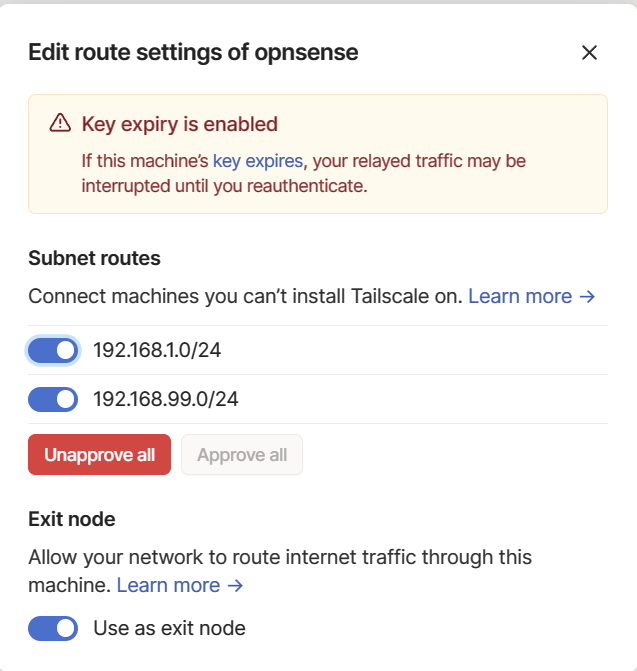 Edit route settings of opnsense
Key expiry is enabled
If this machine’s key expires, your relayed traffic may be
interrupted until you reauthenticate.
Subnet routes
Connect machines you can’t install Tailscale on. Learn more →
192.168.1.0/24
192.168.99.0/24
Unapprove all Approve all
Exit node
Allow your network to route internet traffic through this
machine. Learn more →
Use as exit node